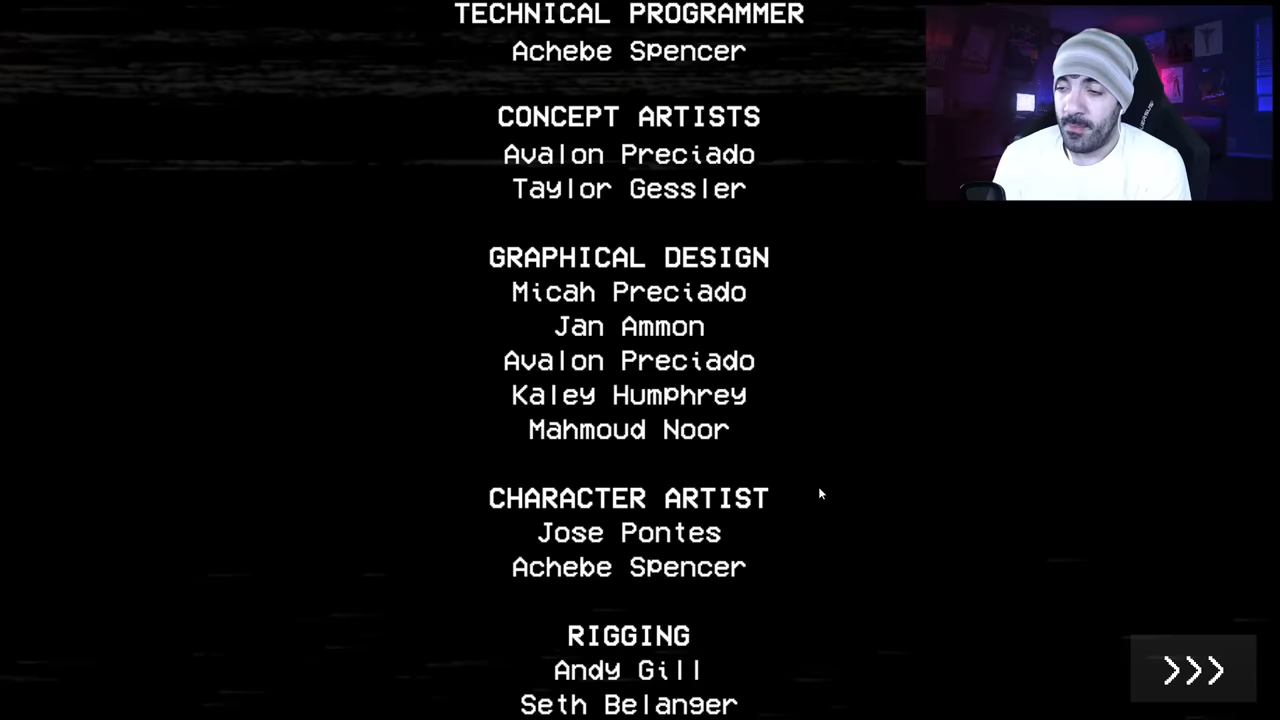 TECHNICAL PROGRAMMER
Achebe Spencer
CONCEPT ARTISTS
Avalon Preciado
Taylor Gessler
GRAPHICAL DESIGN
Micah Preciado
Jan Ammon
Avalon Preciado
Kaley Humphrey
Mahmoud Noor
CHARACTER ARTIST
Jose Pontes
Achebe Spencer
RIGGING
Andy Gill
Seth Belanger
>>>